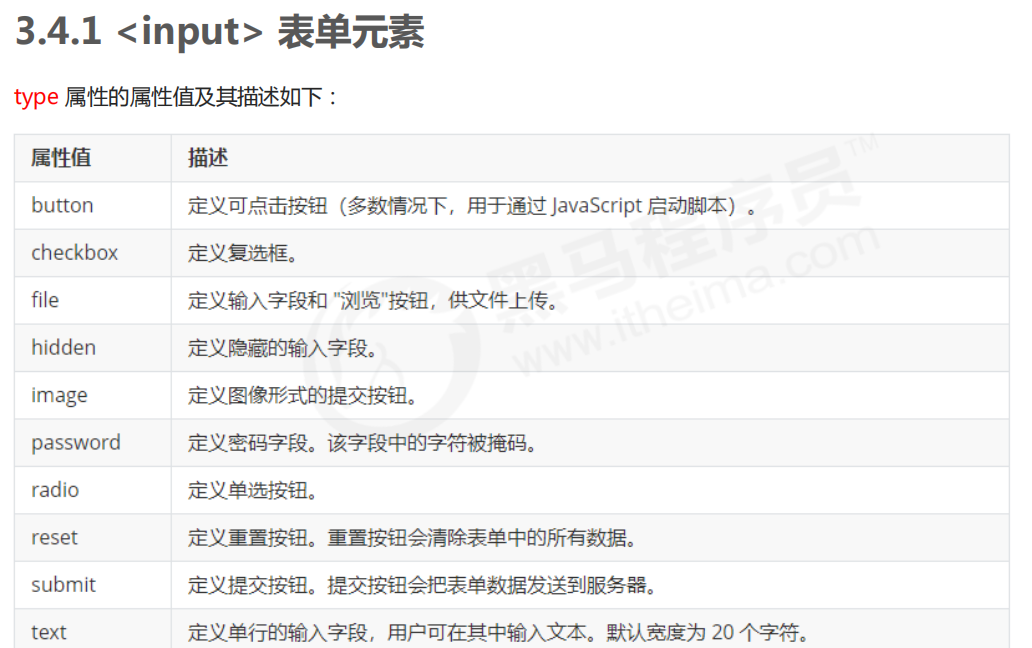 3.4.1 <input> 表单元素
type 属性的属性值及其描述如下：
属性值 描述
button 定义可点击按钮（多数情况下，用于通过 JavaScript 启动脚本）。
checkbox 定义复选框。
file 定义输入字段和 "浏览"按钮，供文件上传。
hidden 定义隐藏的输入字段。
image 定义图像形式的提交按钮。
password 定义密码字段。该字段中的字符被掩码。
radio 定义单选按钮。
reset 定义重置按钮。重置按钮会清除表单中的所有数据。
submit 定义提交按钮。提交按钮会把表单数据发送到服务器。
text 定义单行的输入字段，用户可在其中输入文本。默认宽度为 20 个字符。
黑马程序员™
www.itheima.com